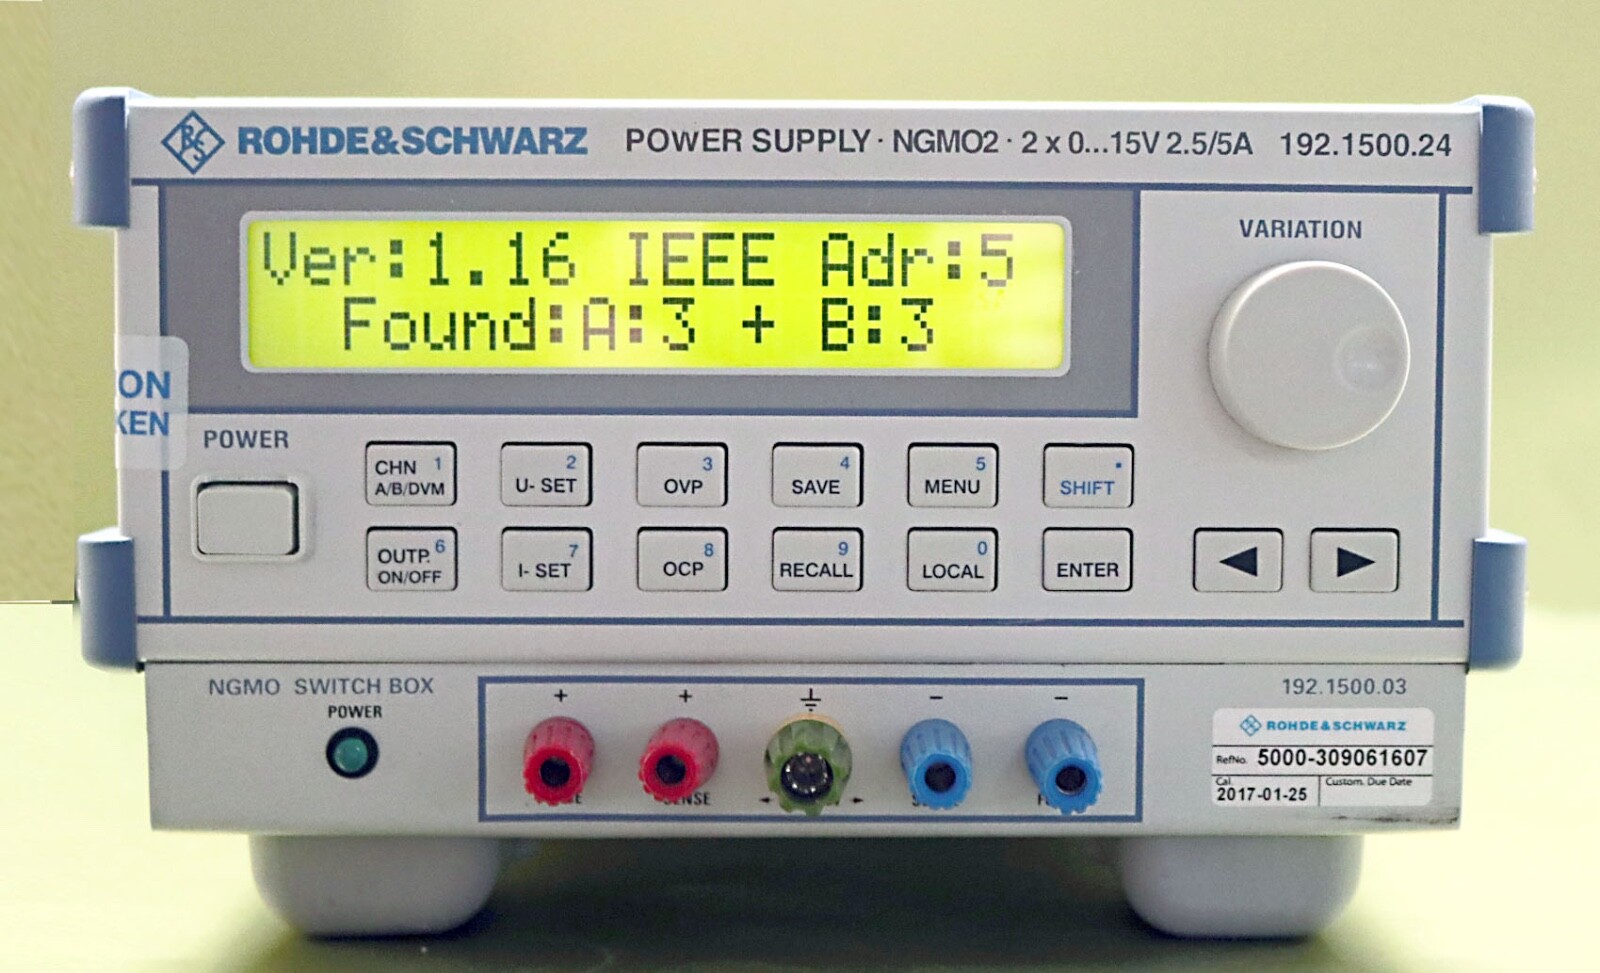 ROHDE&SCHWARZ POWER SUPPLY · NGMO2 · 2 x 0...15V 2.5/5A 192.1500.24
Ver:1.16 IEEE Adr:5
Found:A:3 + B:3
VARIATION
ON
KEN
POWER
CHN 1
A/B/DVM
2
U- SET
3
OVP
4
SAVE
5
MENU
.
SHIFT
OUTP. 6
ON/OFF
7
I- SET
8
OCP
9
RECALL
0
LOCAL
ENTER
NGMO SWITCH BOX
POWER
+ + - -
192.1500.03
ROHDE&SCHWARZ
RefNo. 5000-309061607
Cal. Custom. Due Date
2017-01-25